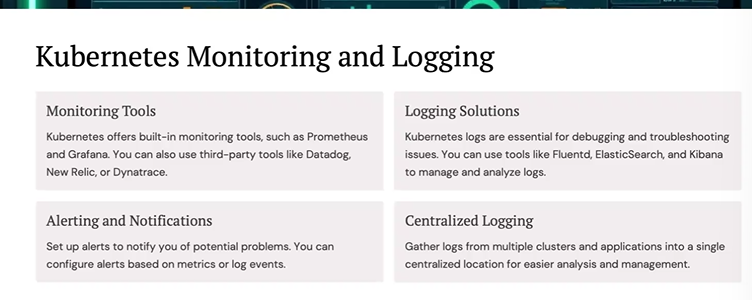 Kubernetes Monitoring and Logging
Monitoring Tools
Kubernetes offers built-in monitoring tools, such as Prometheus
and Grafana. You can also use third-party tools like Datadog,
New Relic, or Dynatrace.
Logging Solutions
Kubernetes logs are essential for debugging and troubleshooting
issues. You can use tools like Fluentd, ElasticSearch, and Kibana
to manage and analyze logs.
Alerting and Notifications
Set up alerts to notify you of potential problems. You can
configure alerts based on metrics or log events.
Centralized Logging
Gather logs from multiple clusters and applications into a single
centralized location for easier analysis and management.